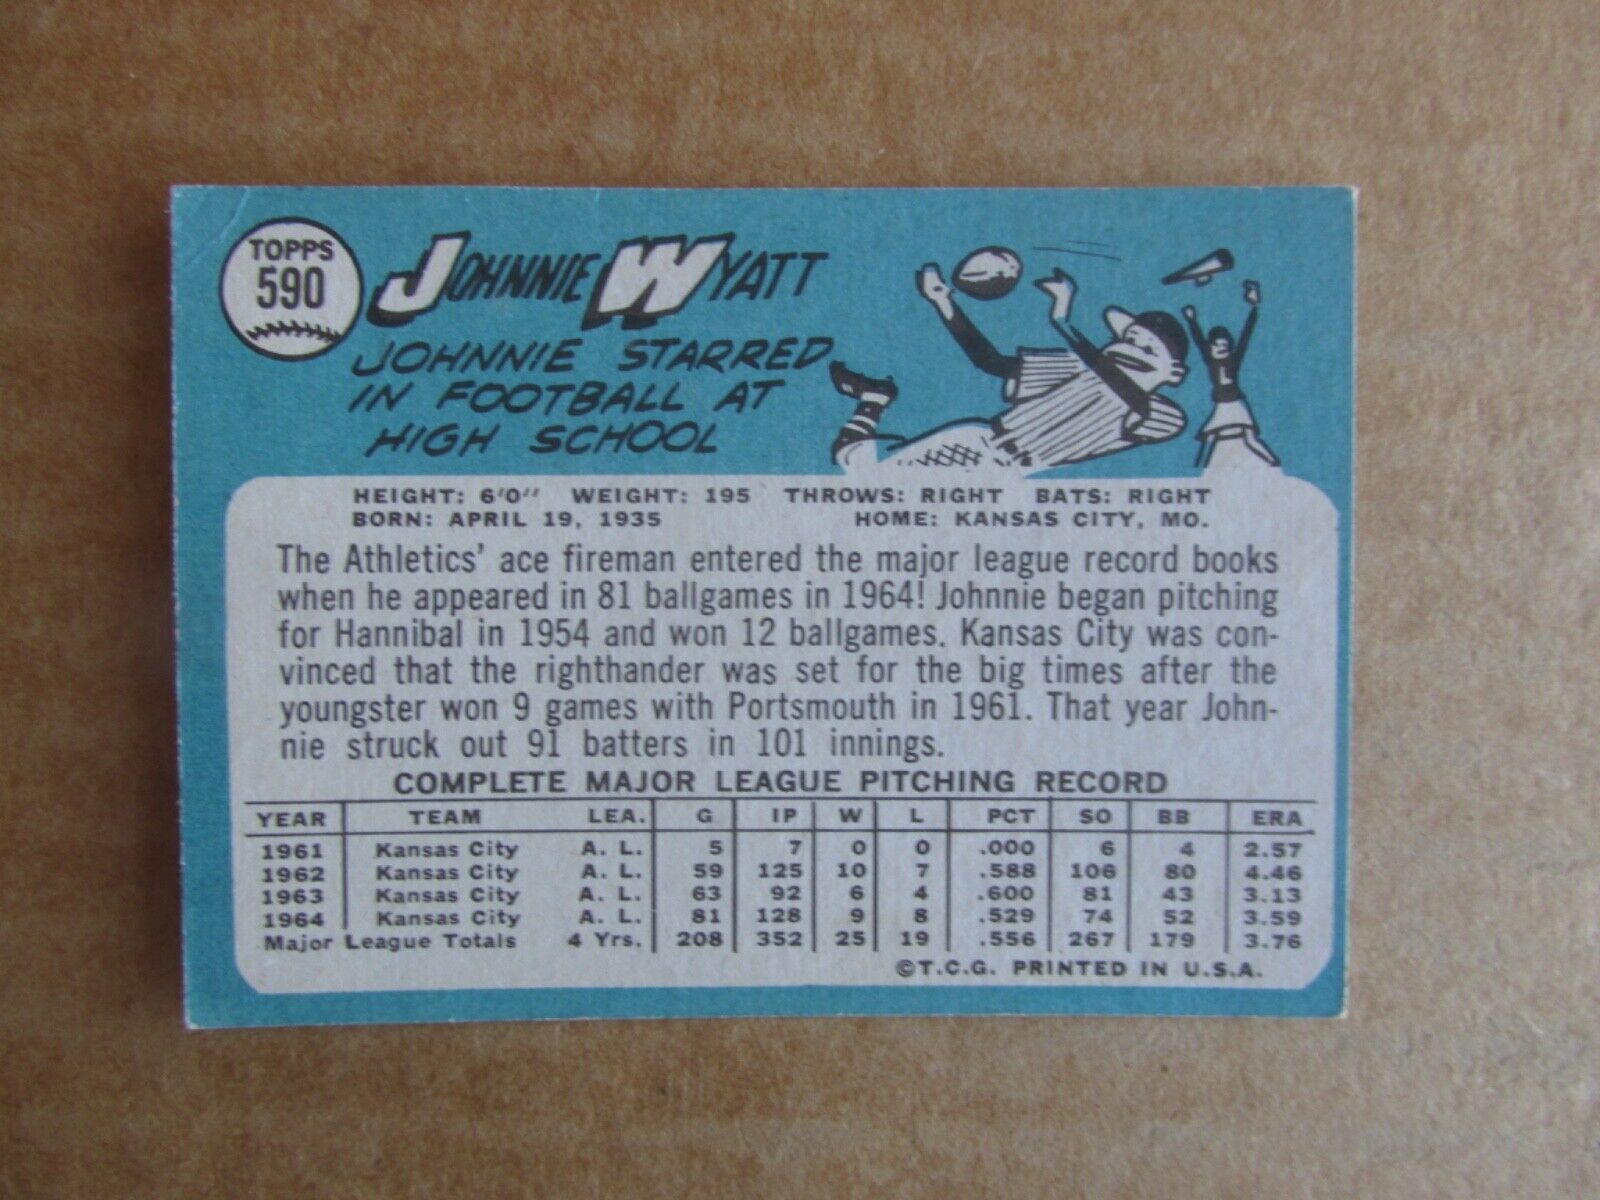 TOPPS
590
JOHNNIE WYATT
JOHNNIE STARRED
IN FOOTBALL AT
HIGH SCHOOL
L
HEIGHT: 6'0" WEIGHT: 195 THROWS: RIGHT BATS: RIGHT
BORN: APRIL 19, 1935 HOME: KANSAS CITY, MO.
The Athletics' ace fireman entered the major league record books
when he appeared in 81 ballgames in 1964! Johnnie began pitching
for Hannibal in 1954 and won 12 ballgames. Kansas City was con-
vinced that the righthander was set for the big times after the
youngster won 9 games with Portsmouth in 1961. That year John-
nie struck out 91 batters in 101 innings.
COMPLETE MAJOR LEAGUE PITCHING RECORD
YEAR TEAM LEA. G IP W L PCT SO BB ERA
1961 Kansas City A. L. 5 7 0 0 .000 6 4 2.57
1962 Kansas City A. L. 59 125 10 7 .588 106 80 4.46
1963 Kansas City A. L. 63 92 6 4 .600 81 43 3.13
1964 Kansas City A. L. 81 128 9 8 .529 74 52 3.59
Major League Totals 4 Yrs. 208 352 25 19 .556 267 179 3.76
©T.C.G. PRINTED IN U.S.A.